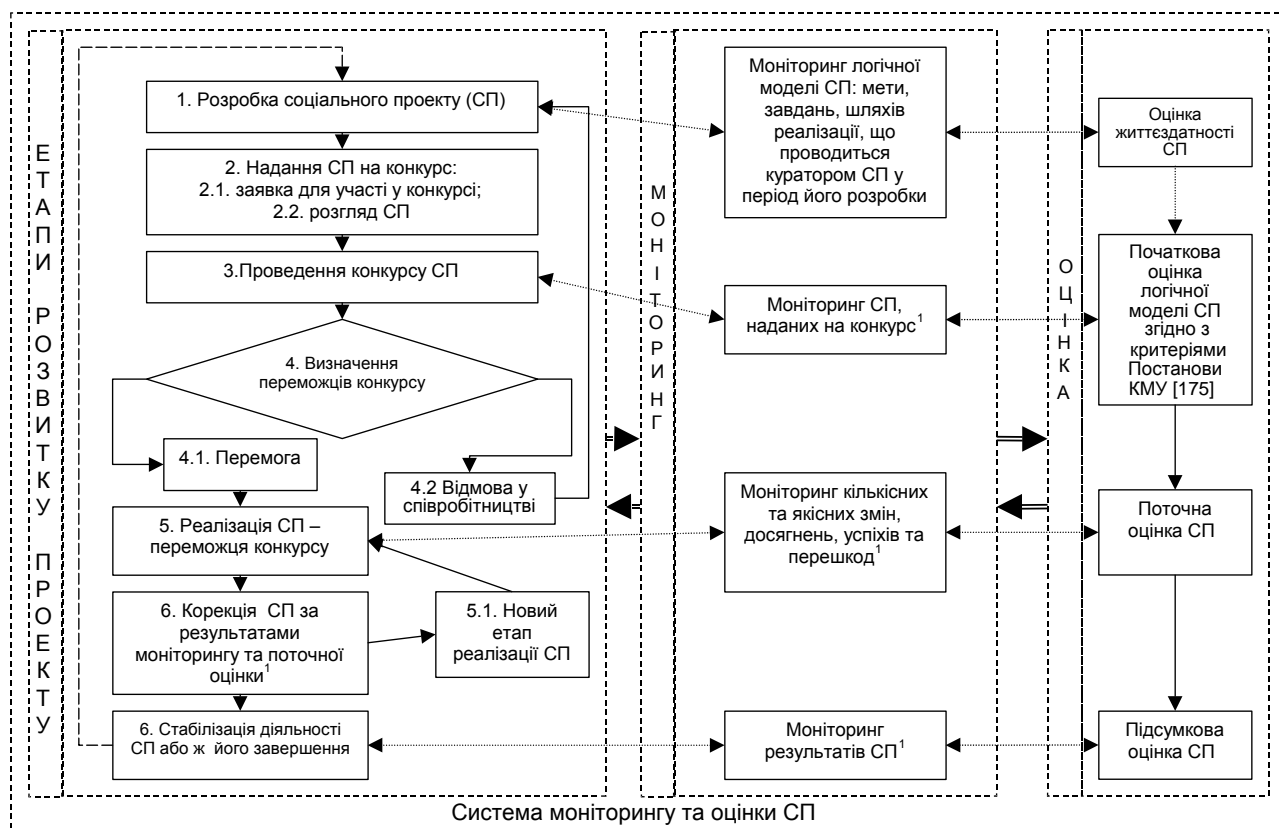 ЕТАПИ РОЗВИТКУ ПРОЕКТУ
1. Розробка соціального проекту (СП)
2. Надання СП на конкурс:
2.1. заявка для участі у конкурсі;
2.2. розгляд СП
3.Проведення конкурсу СП
4. Визначення
переможців конкурсу
4.1. Перемога
4.2 Відмова у
співробітництві
5. Реалізація СП –
переможця конкурсу
6. Корекція СП за
результатами
моніторингу та поточної
оцінки¹
5.1. Новий
етап
реалізації СП
6. Стабілізація діяльності
СП або ж його завершення
МОНІТОРИНГ
Моніторинг логічної
моделі СП: мети,
завдань, шляхів
реалізації, що
проводиться
куратором СП у
період його розробки
Моніторинг СП,
наданих на конкурс¹
Моніторинг кількісних
та якісних змін,
досягнень, успіхів та
перешкод¹
Моніторинг
результатів СП¹
ОЦІНКА
Оцінка
життєздатності
СП
Початкова
оцінка
логічної
моделі СП
згідно з
критеріями
Постанови
КМУ [175]
Поточна
оцінка СП
Підсумкова
оцінка СП
Система моніторингу та оцінки СП